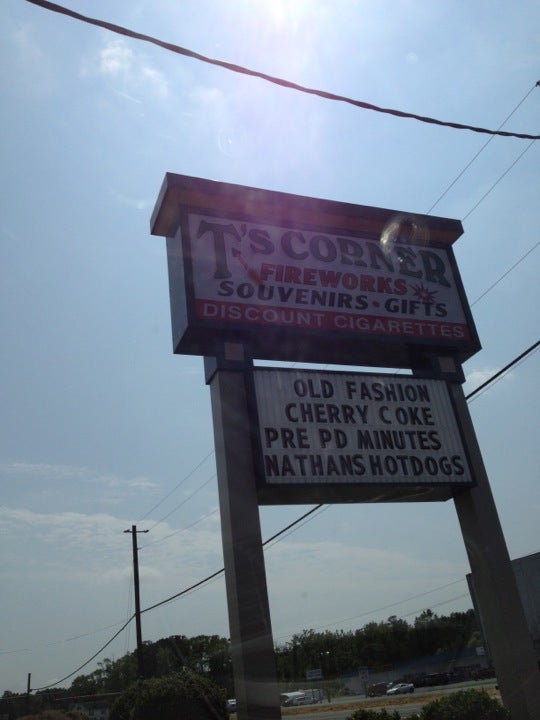 T's CORNER
FIREWORKS
SOUVENIRS • GIFTS
DISCOUNT CIGARETTES
OLD FASHION
CHERRY COKE
PRE PD MINUTES
NATHANS HOTDOGS